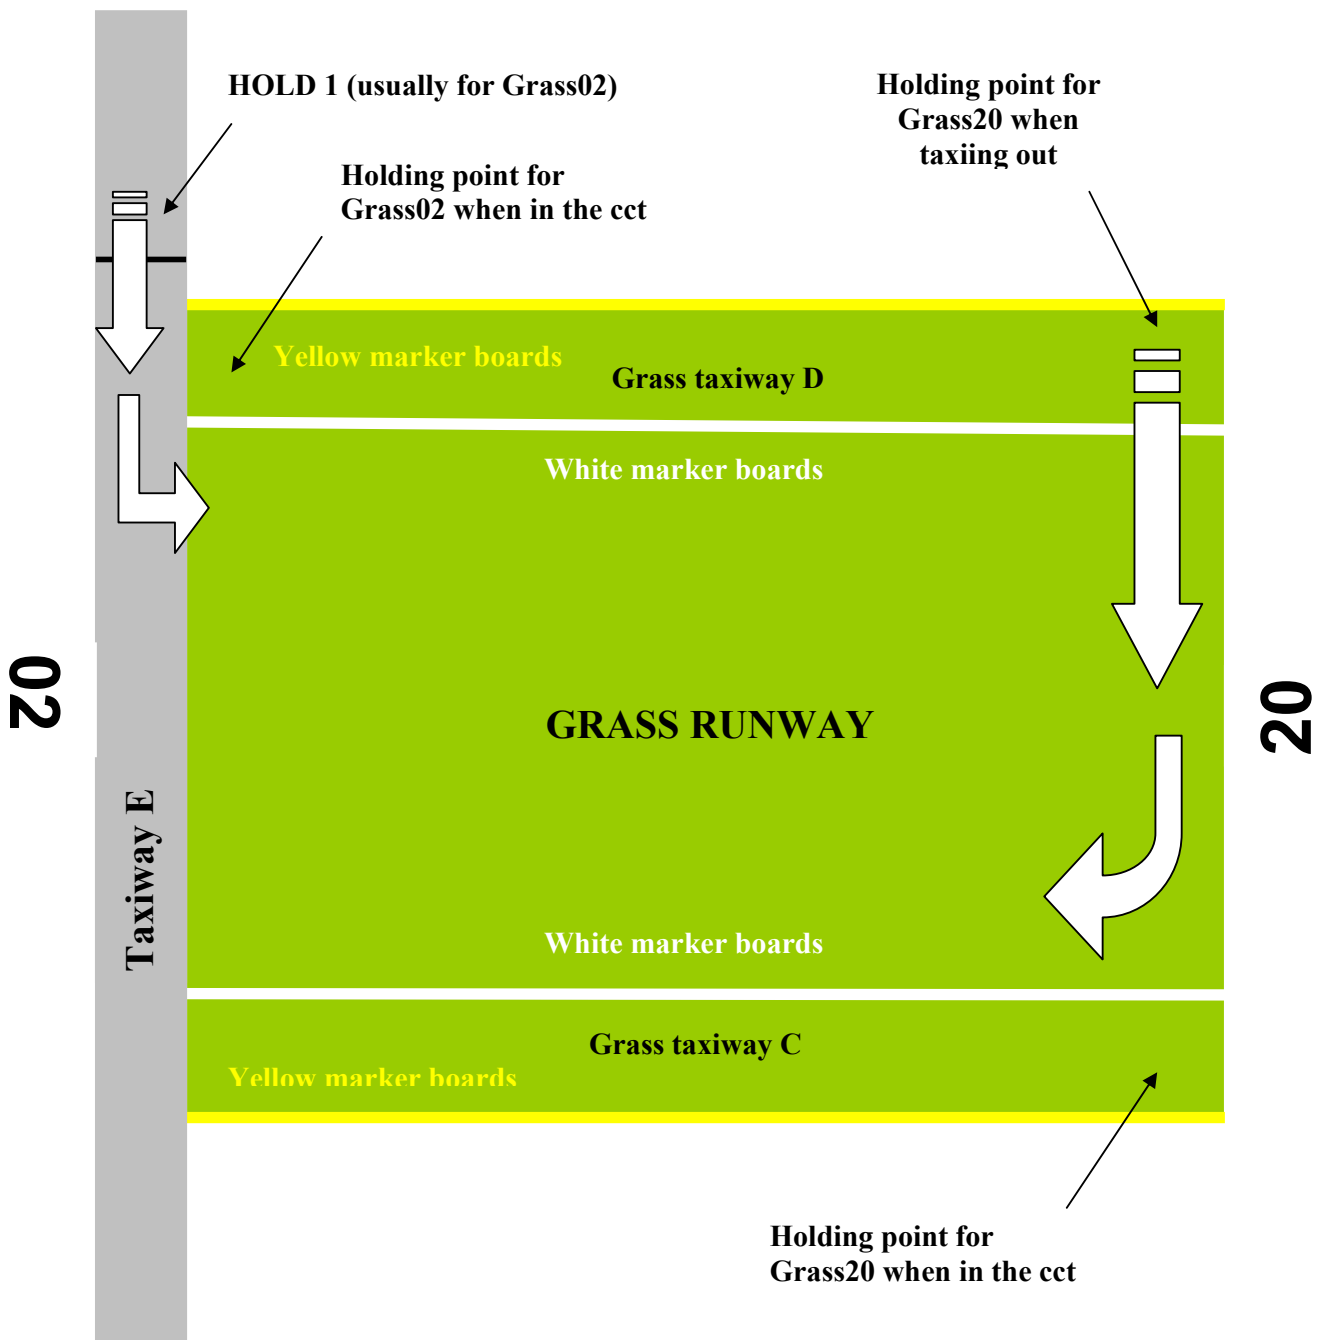 HOLD 1 (usually for Grass02)
Holding point for
Grass20 when
taxiing out
Holding point for
Grass02 when in the cct
Yellow marker boards
Grass taxiway D
White marker boards
02
GRASS RUNWAY
20
Taxiway E
White marker boards
Grass taxiway C
Yellow marker boards
Holding point for
Grass20 when in the cct